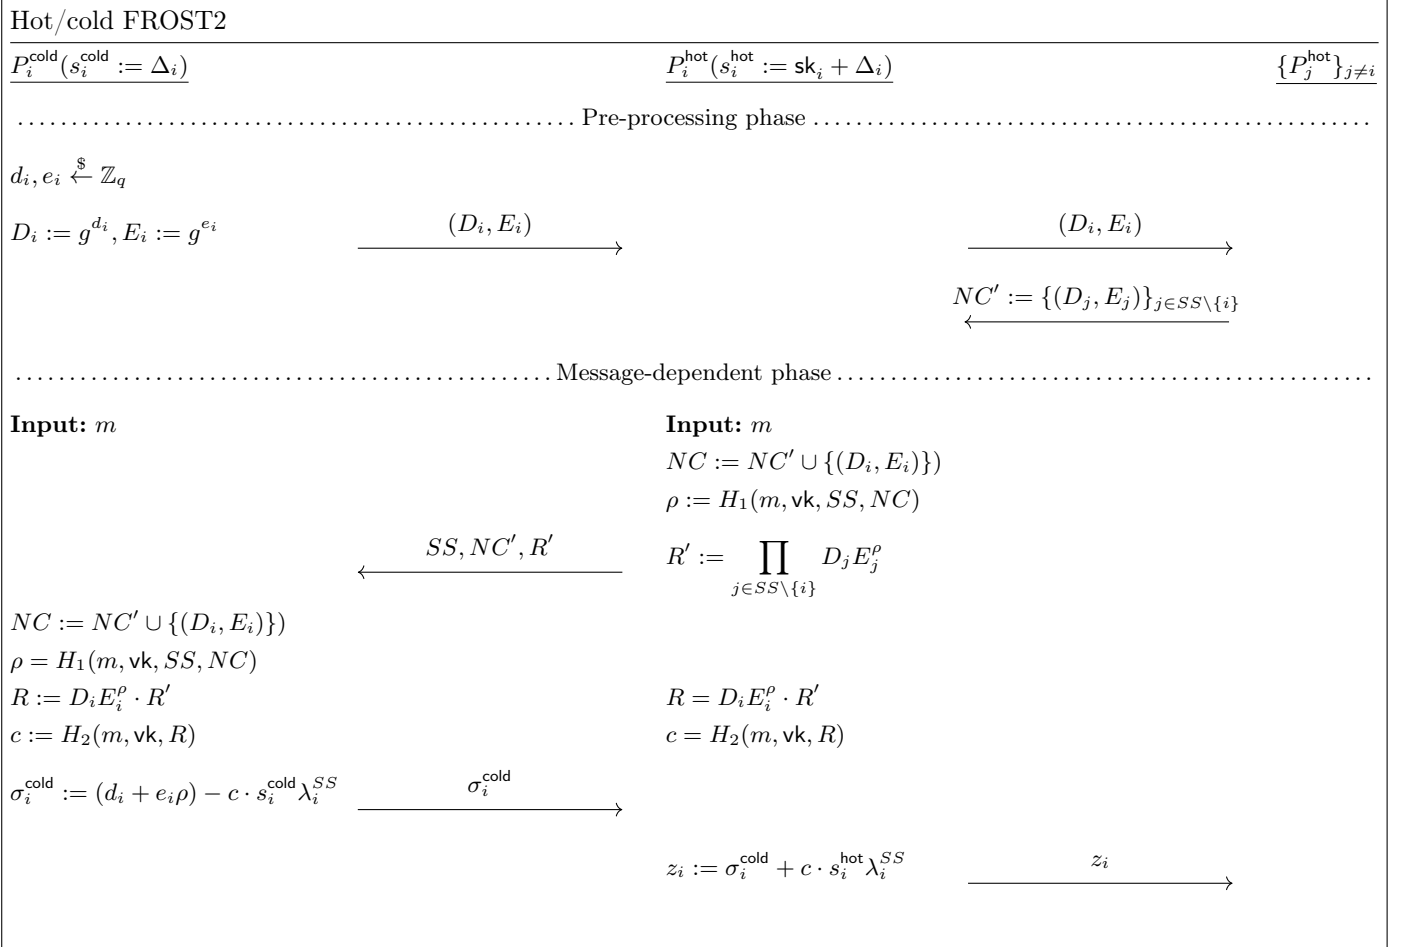 Hot/cold FROST2
P_i^cold(s_i^cold := Δ_i) P_i^hot(s_i^hot := sk_i + Δ_i) {P_j^hot}_{j≠i}
Pre-processing phase
d_i, e_i ←$ ℤ_q
D_i := g^{d_i}, E_i := g^{e_i} (D_i, E_i) (D_i, E_i)
NC′ := {(D_j, E_j)}_{j∈SS\{i}}
Message-dependent phase
Input: m Input: m
NC := NC′ ∪ {(D_i, E_i)})
ρ := H_1(m, vk, SS, NC)
SS, NC′, R′ R′ := ∏_{j∈SS\{i}} D_j E_j^ρ
NC := NC′ ∪ {(D_i, E_i)})
ρ = H_1(m, vk, SS, NC)
R := D_i E_i^ρ · R′ R = D_i E_i^ρ · R′
c := H_2(m, vk, R) c = H_2(m, vk, R)
σ_i^cold := (d_i + e_i ρ) − c · s_i^cold λ_i^{SS} σ_i^cold
z_i := σ_i^cold + c · s_i^hot λ_i^{SS} z_i